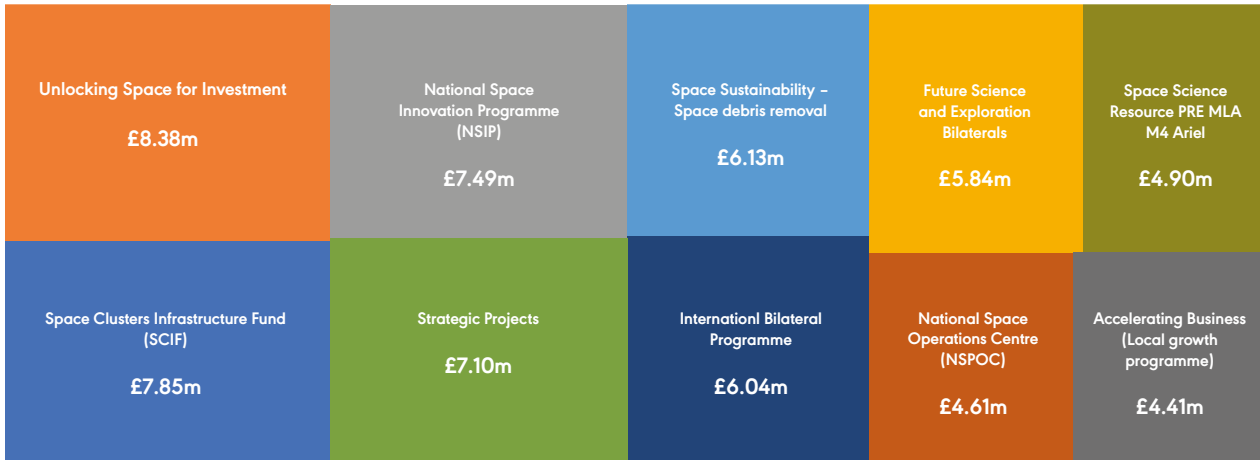 Unlocking Space for Investment
£8.38m
National Space
Innovation Programme
(NSIP)
£7.49m
Space Sustainability –
Space debris removal
£6.13m
Future Science
and Exploration
Bilaterals
£5.84m
Space Science
Resource PRE MLA
M4 Ariel
£4.90m
Space Clusters Infrastructure Fund
(SCIF)
£7.85m
Strategic Projects
£7.10m
Internationl Bilateral
Programme
£6.04m
National Space
Operations Centre
(NSPOC)
£4.61m
Accelerating Business
(Local growth
programme)
£4.41m